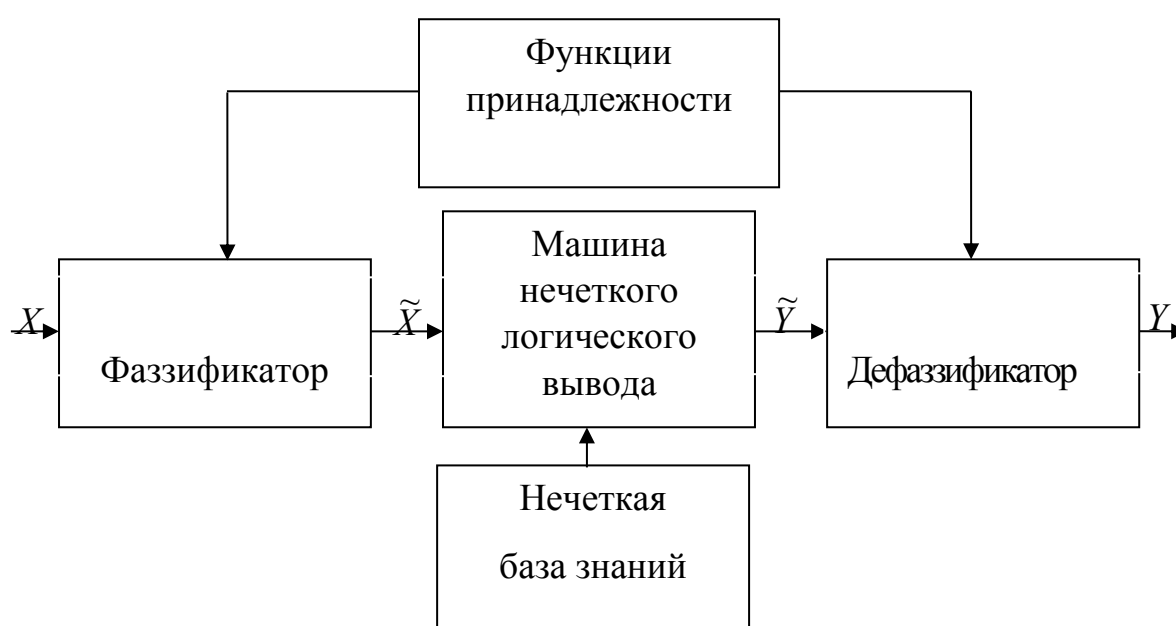 Функции
принадлежности
Машина
нечеткого
логического
вывода
X
Фаззификатор
X̃
Ỹ
Дефаззификатор
Y
Нечеткая
база знаний